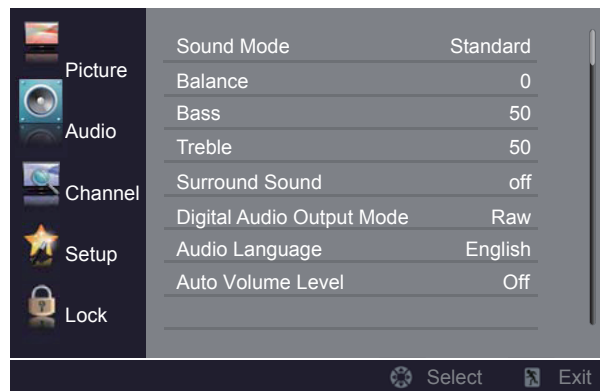 Picture
Audio
Channel
Setup
Lock
Sound Mode Standard
Balance 0
Bass 50
Treble 50
Surround Sound off
Digital Audio Output Mode Raw
Audio Language English
Auto Volume Level Off
Select Exit